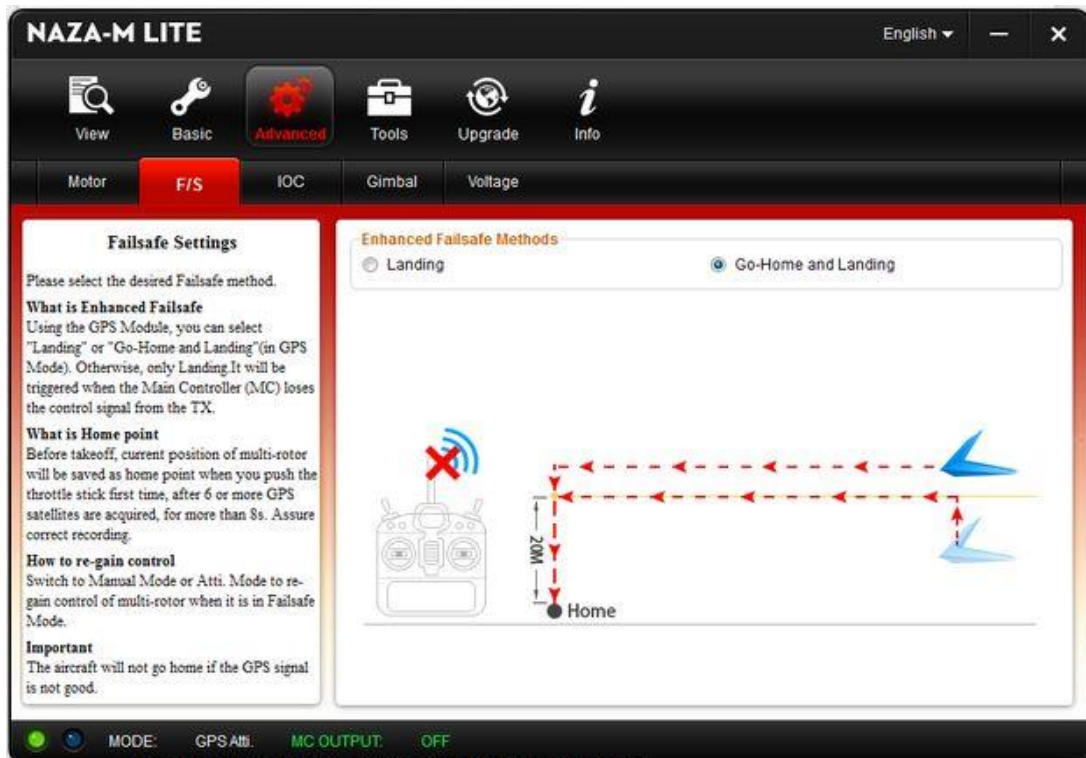 NAZA-M LITE
English
View
Basic
Advanced
Tools
Upgrade
Info
Motor
F/S
IOC
Gimbal
Voltage
Failsafe Settings
Please select the desired Failsafe method.
What is Enhanced Failsafe
Using the GPS Module, you can select
"Landing" or "Go-Home and Landing"(in GPS
Mode). Otherwise, only Landing.It will be
triggered when the Main Controller (MC) loses
the control signal from the TX.
What is Home point
Before takeoff, current position of multi-rotor
will be saved as home point when you push the
throttle stick first time, after 6 or more GPS
satellites are acquired, for more than 8s. Assure
correct recording.
How to re-gain control
Switch to Manual Mode or Atti. Mode to re-
gain control of multi-rotor when it is in Failsafe
Mode.
Important
The aircraft will not go home if the GPS signal
is not good.
Enhanced Failsafe Methods
Landing
Go-Home and Landing
20M
Home
MODE: GPS Atti. MC OUTPUT: OFF